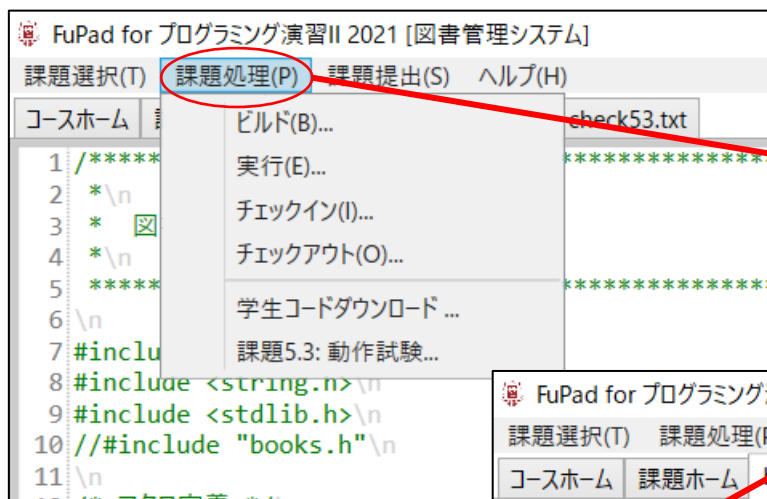 FuPad for プログラミング演習II 2021 [図書管理システム]
課題選択(T) 課題処理(P) 課題提出(S) ヘルプ(H)
コースホーム check53.txt
ビルド(B)...
実行(E)...
チェックイン(I)...
チェックアウト(O)...
学生コードダウンロード ...
課題5.3: 動作試験...
1 /*****
2 *\n
3 * 図
4 *\n
5 *****
6 \n
7 #inclu
8 #include <string.h>\n
9 #include <stdlib.h>\n
10 //#include "books.h"\n
11 \n
FuPad for プログラミング
課題選択(T) 課題処理(P
コースホーム 課題ホーム